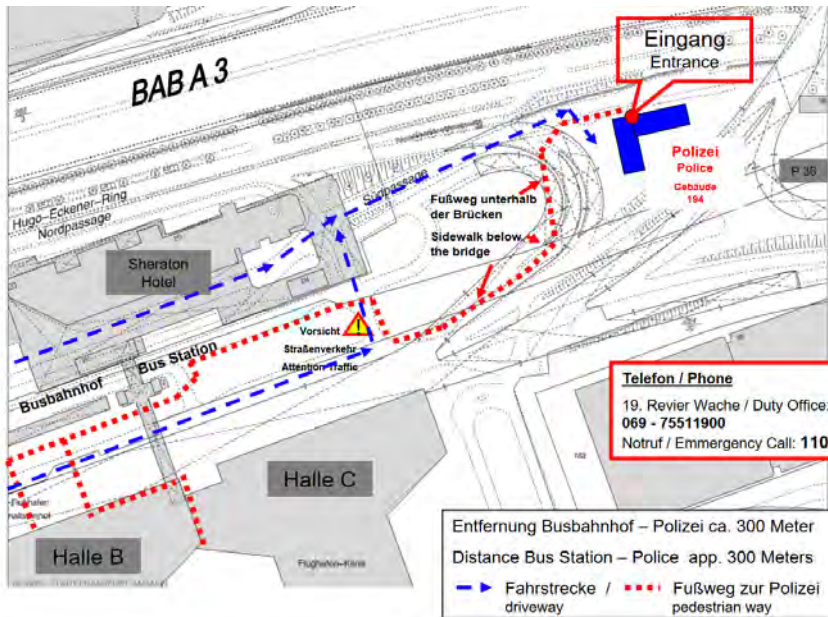 Eingang
Entrance
BAB A 3
Polizei
Police
Gebäude
194
P 36
Hugo-Eckener-Ring
Nordpassage
Südpassage
Fußweg unterhalb
der Brücken
Sidewalk below
the bridge
Sheraton
Hotel
Vorsicht
Straßenverkehr
Attention Traffic
Bus Station
Busbahnhof
Telefon / Phone
19. Revier Wache / Duty Office:
069 - 75511900
Notruf / Emmergency Call: 110
Halle C
Halle B
Flughafen-Klinik
Entfernung Busbahnhof – Polizei ca. 300 Meter
Distance Bus Station – Police app. 300 Meters
Fahrstrecke /
driveway
Fußweg zur Polizei
pedestrian way